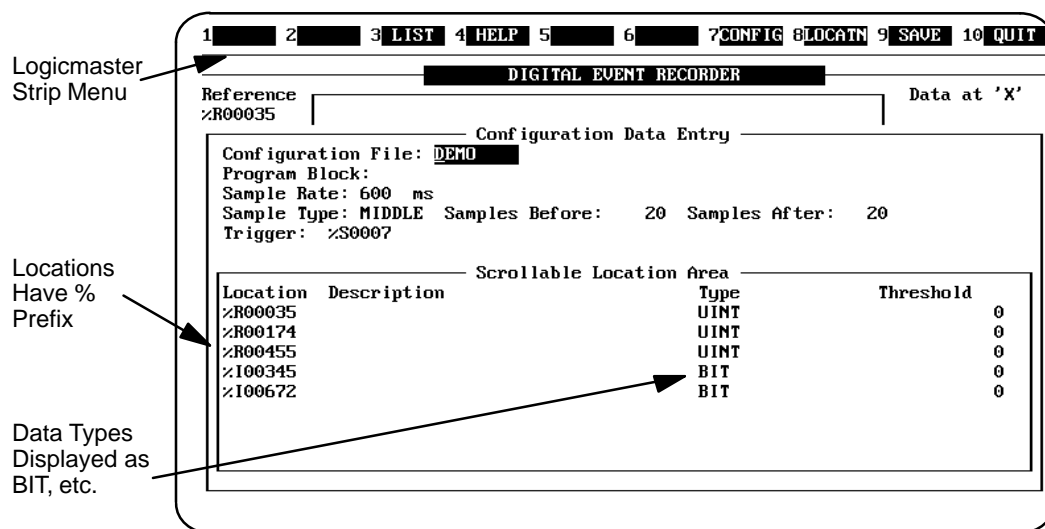 1 2 3 LIST 4 HELP 5 6 7CONFIG 8LOCATN 9 SAVE 10 QUIT
Logicmaster
Strip Menu
DIGITAL EVENT RECORDER
Reference Data at 'X'
%R00035
Configuration Data Entry
Configuration File: DEMO
Program Block:
Sample Rate: 600 ms
Sample Type: MIDDLE Samples Before: 20 Samples After: 20
Trigger: %S0007
Locations
Have %
Prefix
Scrollable Location Area
Location Description Type Threshold
%R00035 UINT 0
%R00174 UINT 0
%R00455 UINT 0
%I00345 BIT 0
%I00672 BIT 0
Data Types
Displayed as
BIT, etc.